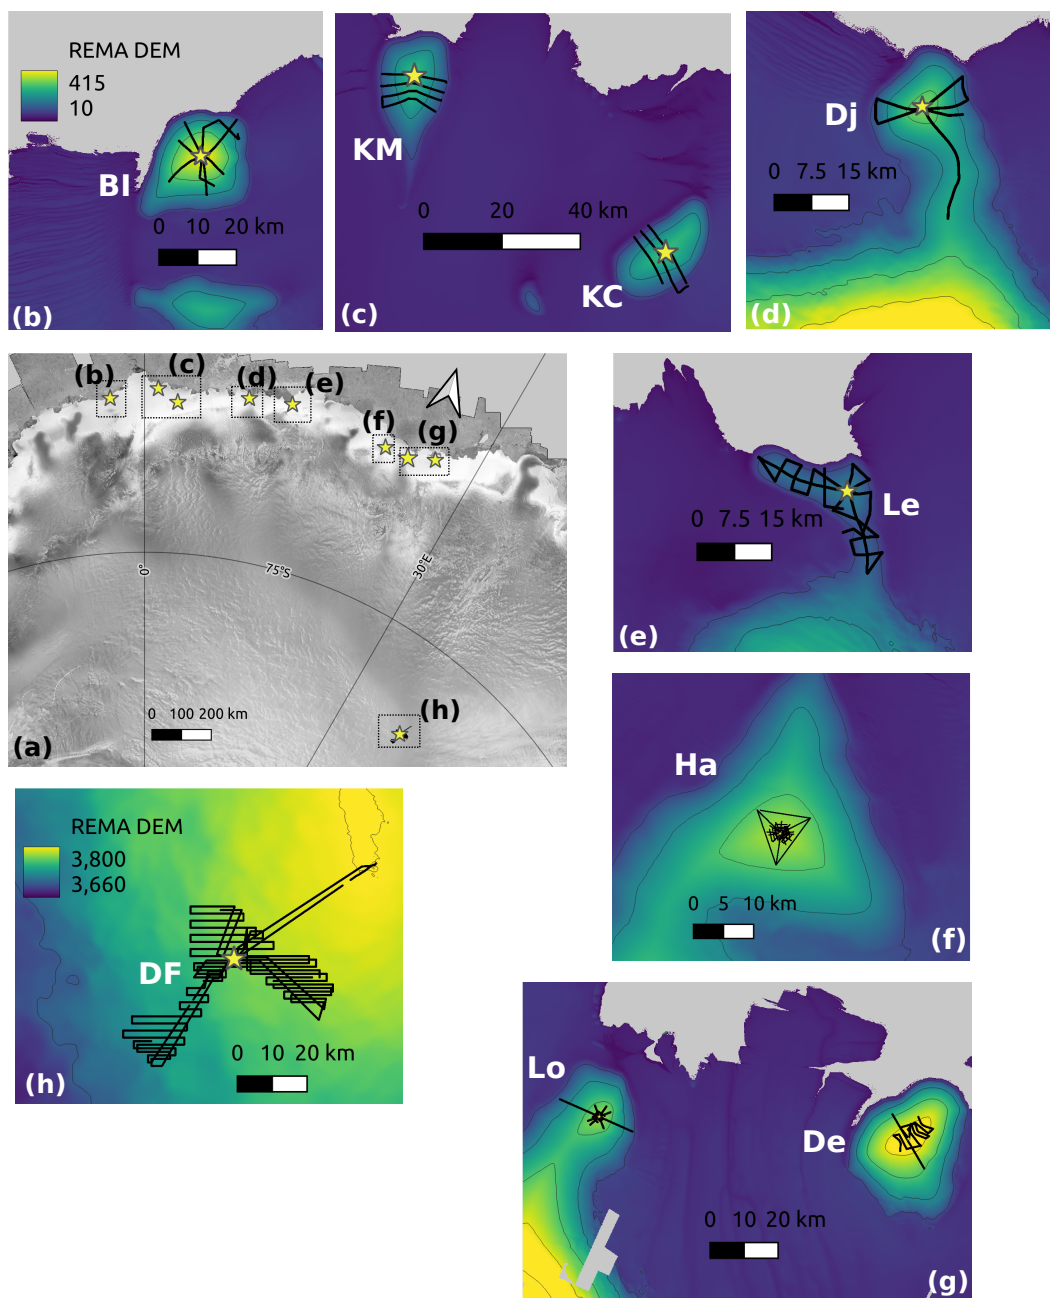 REMA DEM
415
10
BI
0 10 20 km
(b)
KM
0 20 40 km
KC
(c)
Dj
0 7.5 15 km
(d)
(b)
(c)
(d)
(e)
(f)
(g)
0°
75°S
30°E
(h)
0 100 200 km
(a)
Le
0 7.5 15 km
(e)
Ha
0 5 10 km
(f)
REMA DEM
3,800
3,660
DF
0 10 20 km
(h)
Lo
De
0 10 20 km
(g)